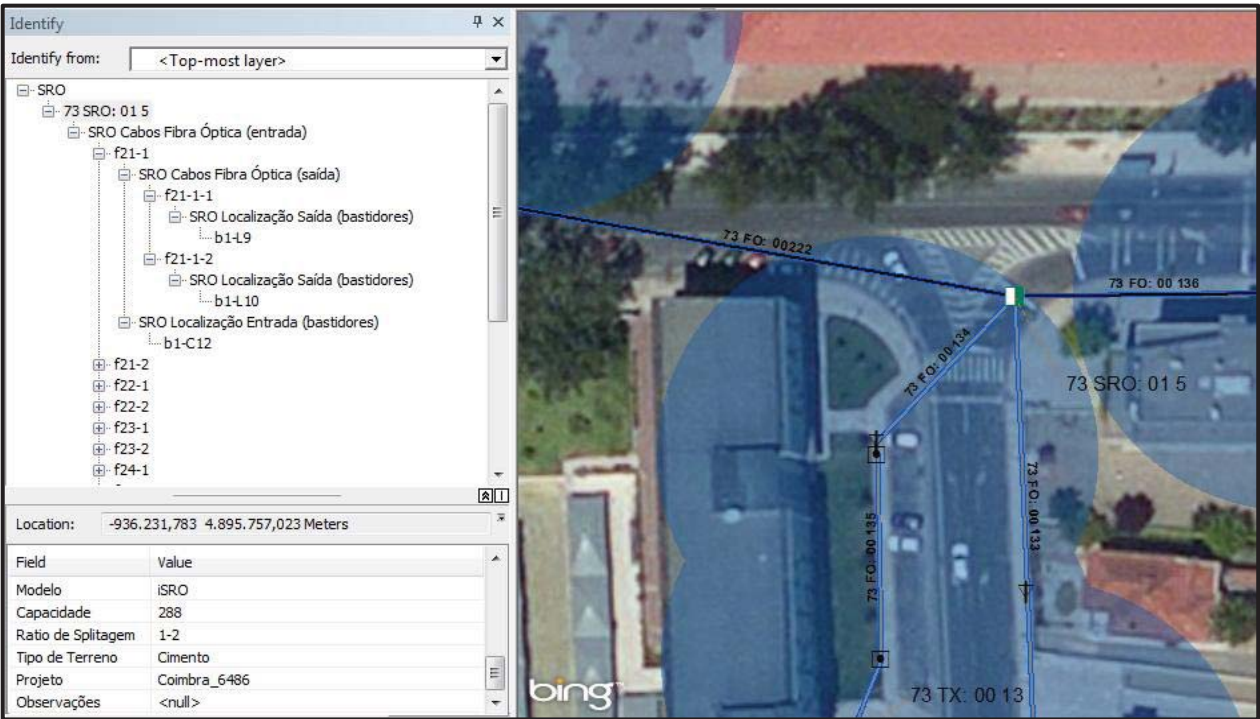 Identify
Identify from: <Top-most layer>
SRO
73 SRO: 01 5
SRO Cabos Fibra Óptica (entrada)
f21-1
SRO Cabos Fibra Óptica (saída)
f21-1-1
SRO Localização Saída (bastidores)
b1-L9
f21-1-2
SRO Localização Saída (bastidores)
b1-L10
SRO Localização Entrada (bastidores)
b1-C12
f21-2
f22-1
f22-2
f23-1
f23-2
f24-1
Location: -936.231,783 4.895.757,023 Meters
Field Value
Modelo iSRO
Capacidade 288
Ratio de Splitagem 1-2
Tipo de Terreno Cimento
Projeto Coimbra_6486
Observações <null>
73 FO: 00222
73 FO: 00 136
73 FO: 00 134
73 SRO: 01 5
73 FO: 00 133
73 FO: 00 135
bing
73 TX: 00 13